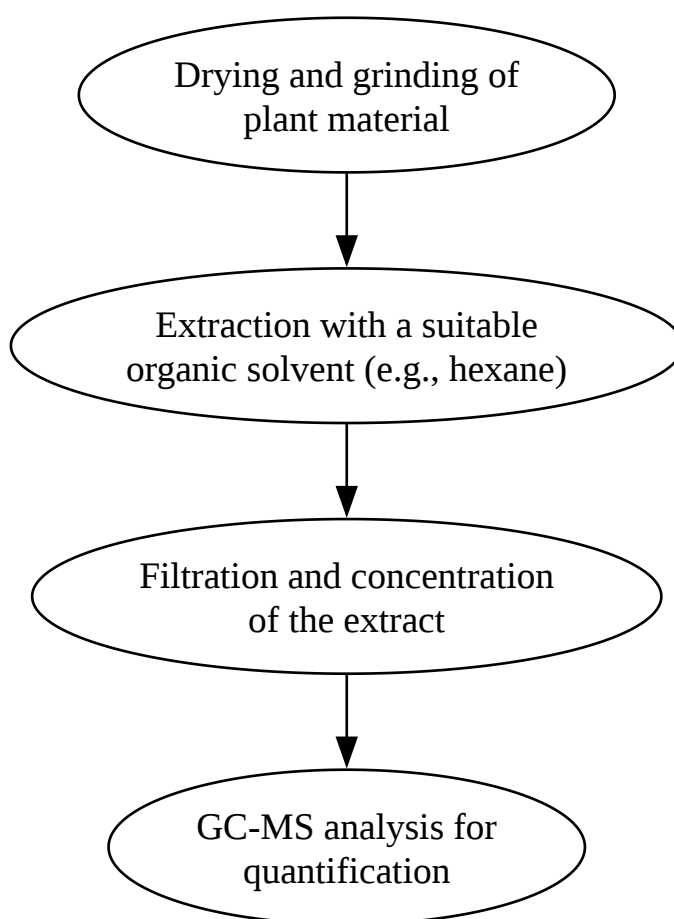 Drying and grinding of
plant material
Extraction with a suitable
organic solvent (e.g., hexane)
Filtration and concentration
of the extract
GC-MS analysis for
quantification